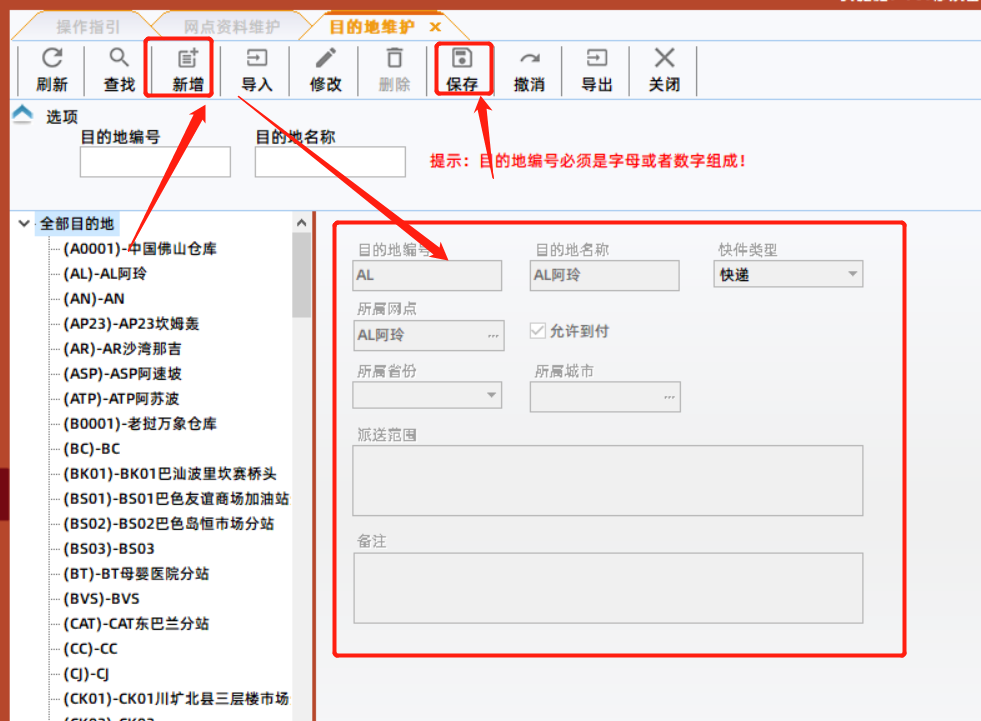 操作指引 网点资料维护 目的地维护 x
刷新 查找 新增 导入 修改 删除 保存 撤消 导出 关闭
选项
目的地编号 目的地名称
提示：目的地编号必须是字母或者数字组成！
全部目的地
(A0001)-中国佛山仓库
(AL)-AL阿玲
(AN)-AN
(AP23)-AP23坎姆轰
(AR)-AR沙湾那吉
(ASP)-ASP阿速坡
(ATP)-ATP阿苏波
(B0001)-老挝万象仓库
(BC)-BC
(BK01)-BK01巴汕波里坎赛桥头
(BS01)-BS01巴色友谊商场加油站
(BS02)-BS02巴色岛恒市场分站
(BS03)-BS03
(BT)-BT母婴医院分站
(BVS)-BVS
(CAT)-CAT东巴兰分站
(CC)-CC
(CJ)-CJ
(CK01)-CK01川圹北县三层楼市场
目的地编号 目的地名称 快件类型
AL AL阿玲 快递
所属网点
AL阿玲 ... 允许到付
所属省份 所属城市
...
派送范围
备注